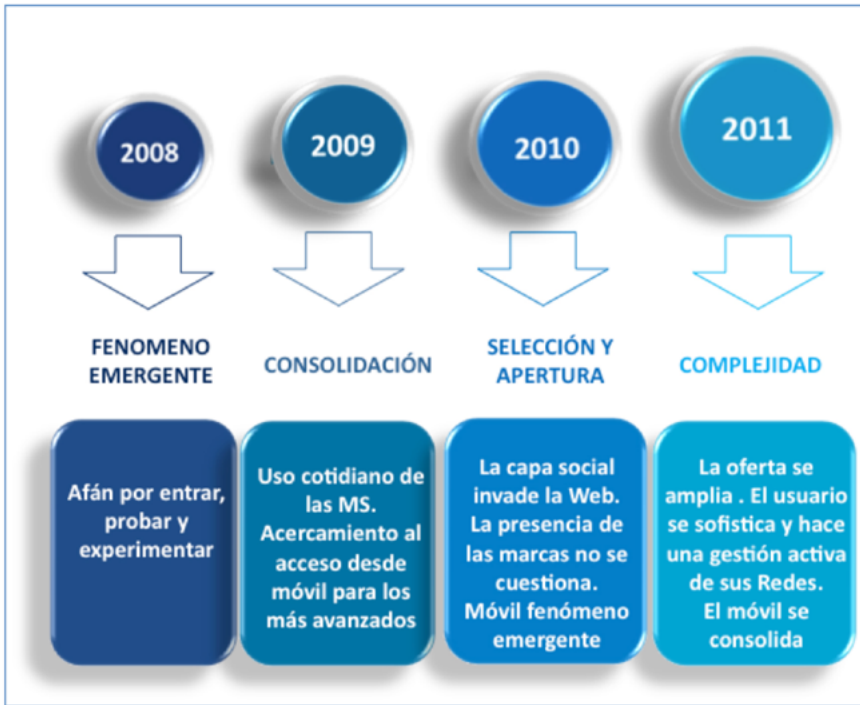 2008
2009
2010
2011
FENOMENO
EMERGENTE
CONSOLIDACIÓN
SELECCIÓN Y
APERTURA
COMPLEJIDAD
Afán por entrar,
probar y
experimentar
Uso cotidiano de
las MS.
Acercamiento al
acceso desde
móvil para los
más avanzados
La capa social
invade la Web.
La presencia de
las marcas no se
cuestiona.
Móvil fenómeno
emergente
La oferta se
amplia . El usuario
se sofistica y hace
una gestión activa
de sus Redes.
El móvil se
consolida